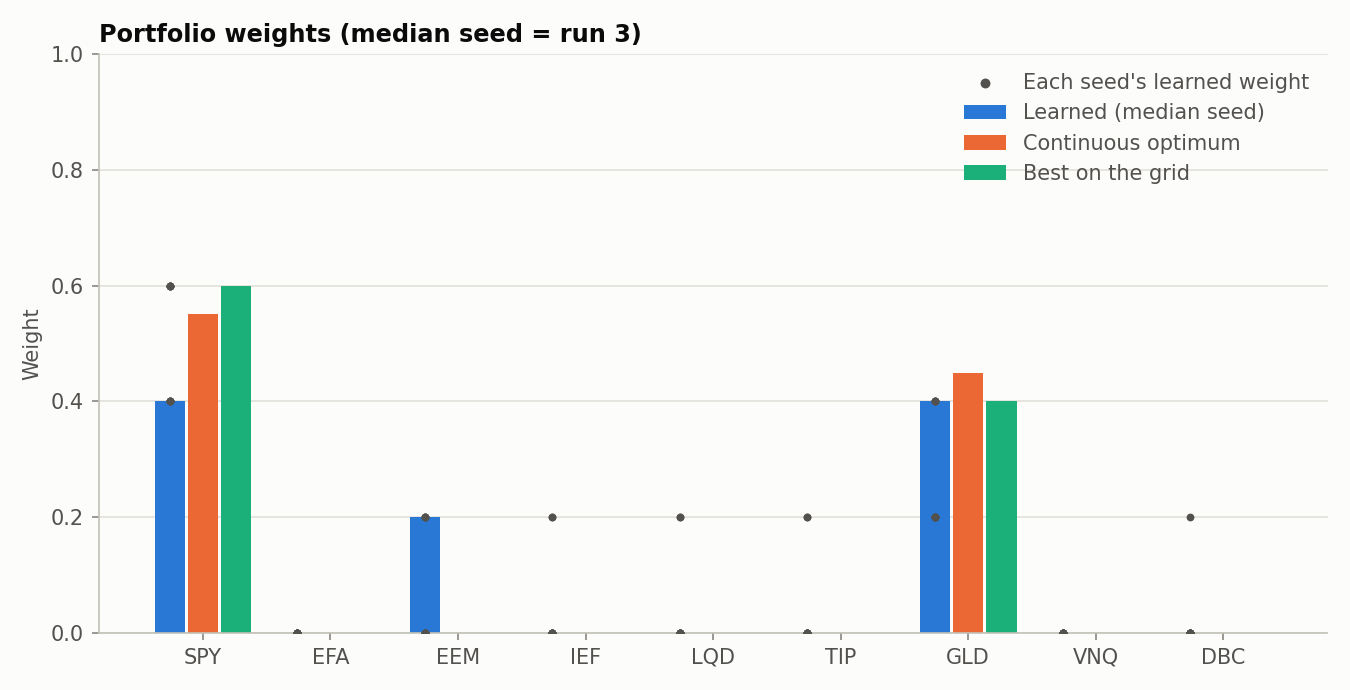 Portfolio weights (median seed = run 3)
1.0
0.8
0.6
0.4
0.2
0.0
Weight
Each seed's learned weight
Learned (median seed)
Continuous optimum
Best on the grid
SPY EFA EEM IEF LQD TIP GLD VNQ DBC